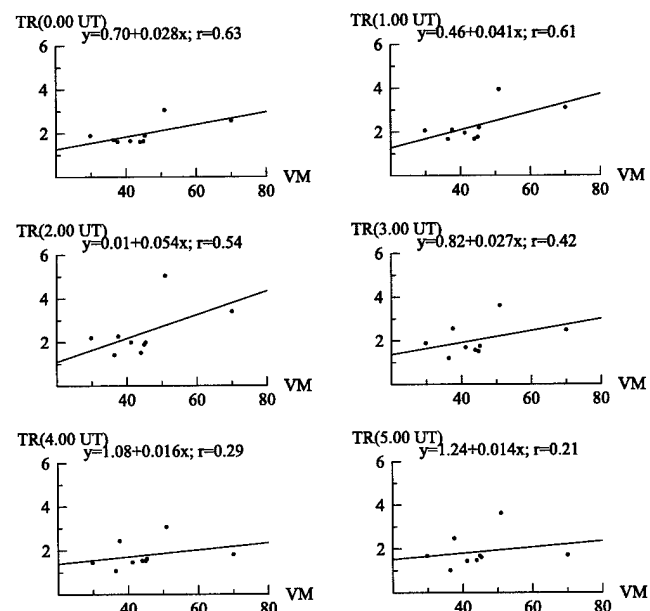 TR(0.00 UT)
y=0.70+0.028x; r=0.63
6
4
2
40
60
80
VM
TR(1.00 UT)
y=0.46+0.041x; r=0.61
6
4
2
40
60
80
VM
TR(2.00 UT)
y=0.01+0.054x; r=0.54
6
4
2
40
60
80
VM
TR(3.00 UT)
y=0.82+0.027x; r=0.42
6
4
2
40
60
80
VM
TR(4.00 UT)
y=1.08+0.016x; r=0.29
6
4
2
40
60
80
VM
TR(5.00 UT)
y=1.24+0.014x; r=0.21
6
4
2
40
60
80
VM